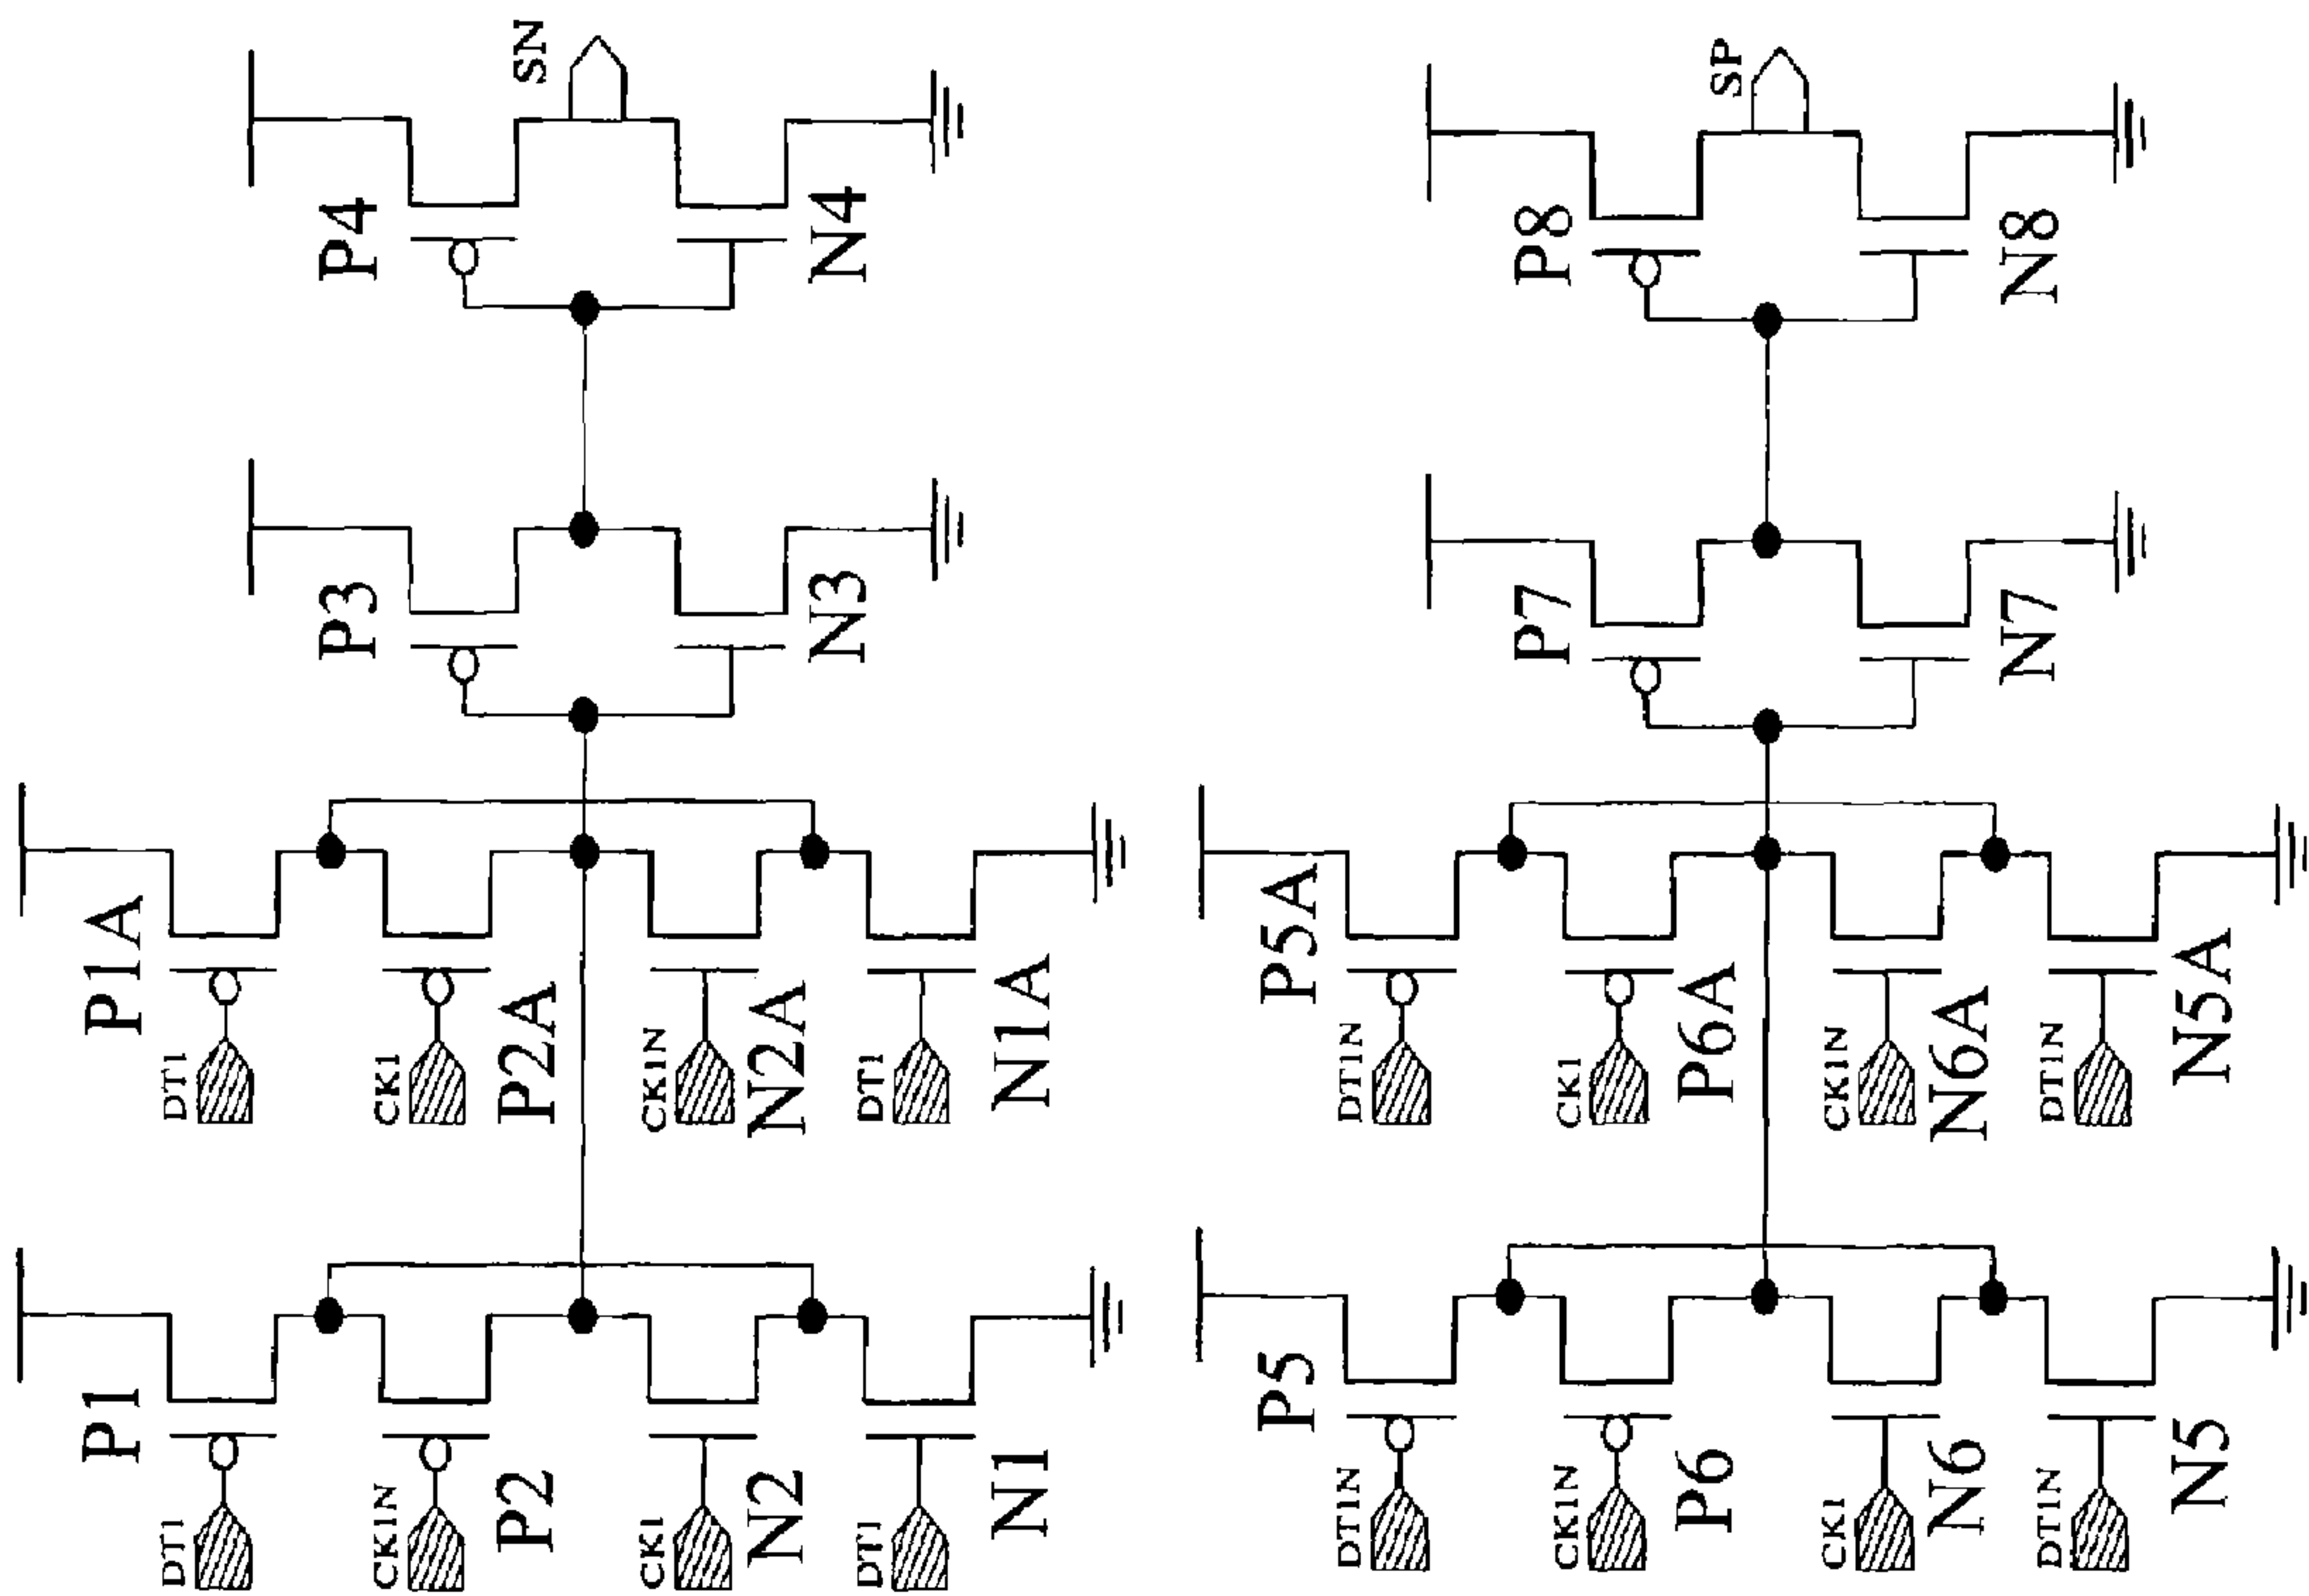 SN
P4
N4
P3
N3
P1A
DT1
CK1
P2A
CK1N
N2A
DT1
N1A
P1
DT1
CK1N
P2
CK1
N2
DT1
N1
SP
P8
N8
P7
N7
P5A
DT1N
CK1
P6A
CK1N
N6A
DT1N
N5A
P5
DT1N
CK1N
P6
CK1
N6
DT1N
N5